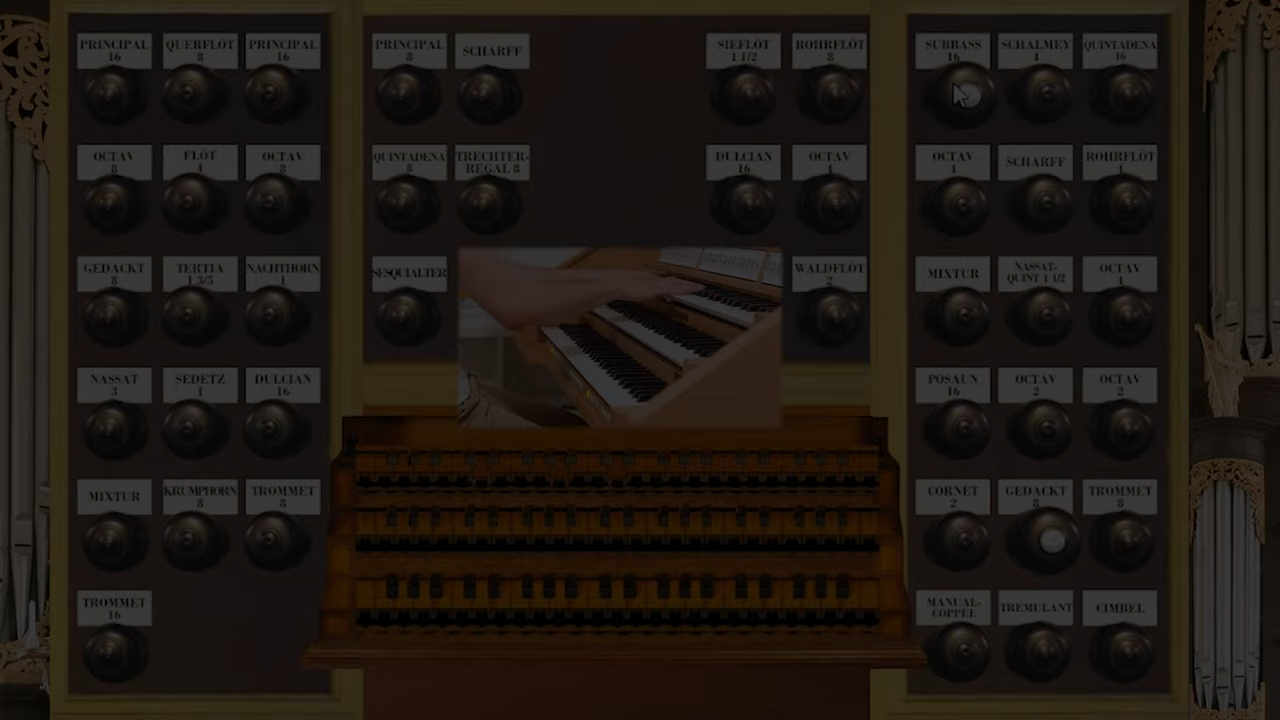 PRINCIPAL
16
QUERFLÖT
8
PRINCIPAL
16
PRINCIPAL
8
SCHARFF
SIEFLÖT
1 1/2
ROHRFLÖT
8
SUBBASS
16
SCHALMEY
4
QUINTADENA
16
OCTAV
8
FLÖT
4
OCTAV
8
QUINTADENA
8
TRECHTER-
REGAL 8
DULCIAN
16
OCTAV
4
OCTAV
4
SCHARFF
ROHRFLÖT
4
GEDACKT
8
TERTIA
1 3/5
NACHTHORN
4
SESQUIALTER
WALDFLÖT
2
MIXTUR
NASSAT-
QUINT 1 1/2
OCTAV
4
NASSAT
3
SEDETZ
1
DULCIAN
16
POSAUN
16
OCTAV
2
OCTAV
2
MIXTUR
KRUMPHORN
8
TROMMET
8
CORNET
2
GEDACKT
8
TROMMET
8
TROMMET
16
MANUAL-
COPPEL
TREMULANT
CIMBEL